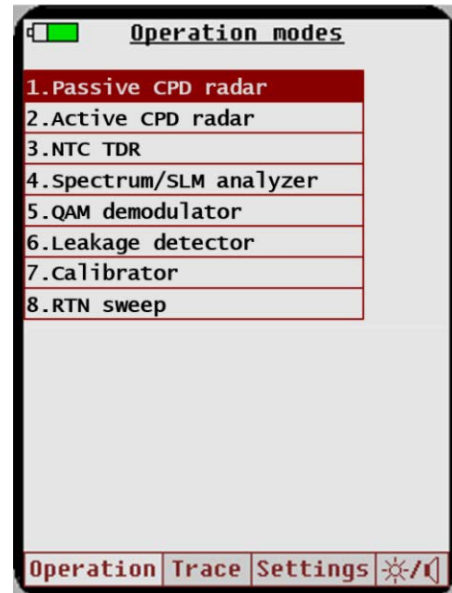 Operation modes
1.Passive CPD radar
2.Active CPD radar
3.NTC TDR
4.Spectrum/SLM analyzer
5.QAM demodulator
6.Leakage detector
7.Calibrator
8.RTN sweep
Operation Trace Settings